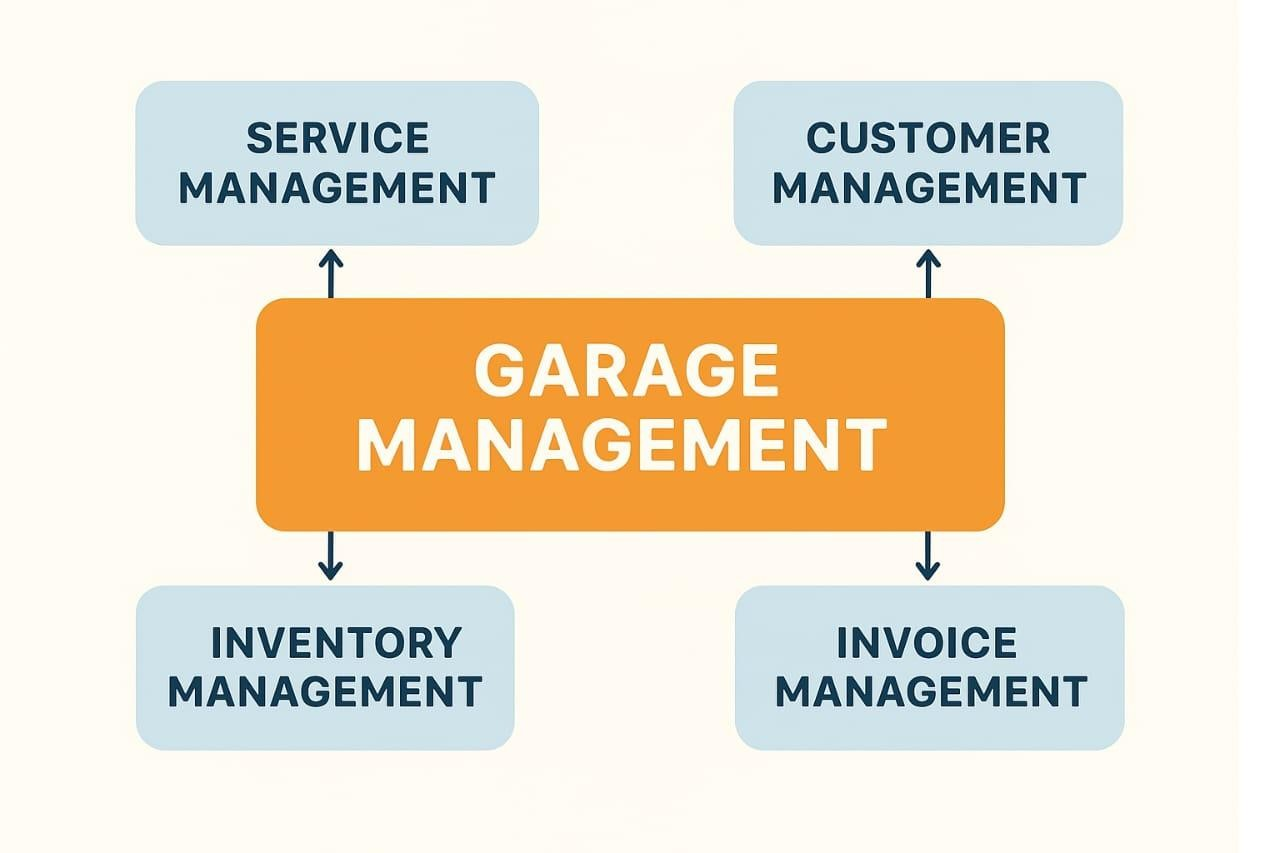 SERVICE
MANAGEMENT
CUSTOMER
MANAGEMENT
GARAGE
MANAGEMENT
INVENTORY
MANAGEMENT
INVOICE
MANAGEMENT